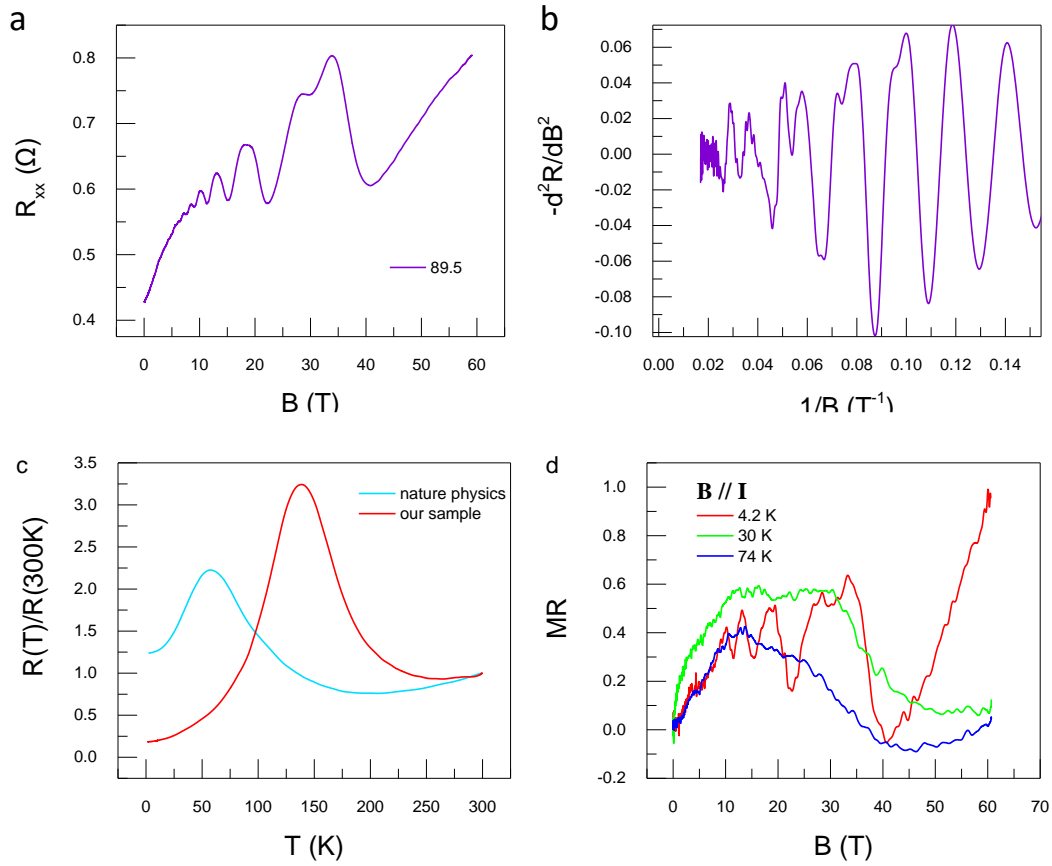 a
0.8
0.7
0.6
0.5
0.4
R_xx (Ω)
89.5
0 10 20 30 40 50 60
B (T)
b
0.06
0.04
0.02
0.00
-0.02
-0.04
-0.06
-0.08
-0.10
-d²R/dB²
0.00 0.02 0.04 0.06 0.08 0.10 0.12 0.14
1/B (T⁻¹)
c
3.5
3.0
2.5
2.0
1.5
1.0
0.5
0.0
R(T)/R(300K)
nature physics
our sample
0 50 100 150 200 250 300
T (K)
d
1.0
0.8
0.6
0.4
0.2
0.0
-0.2
MR
B // I
4.2 K
30 K
74 K
0 10 20 30 40 50 60 70
B (T)